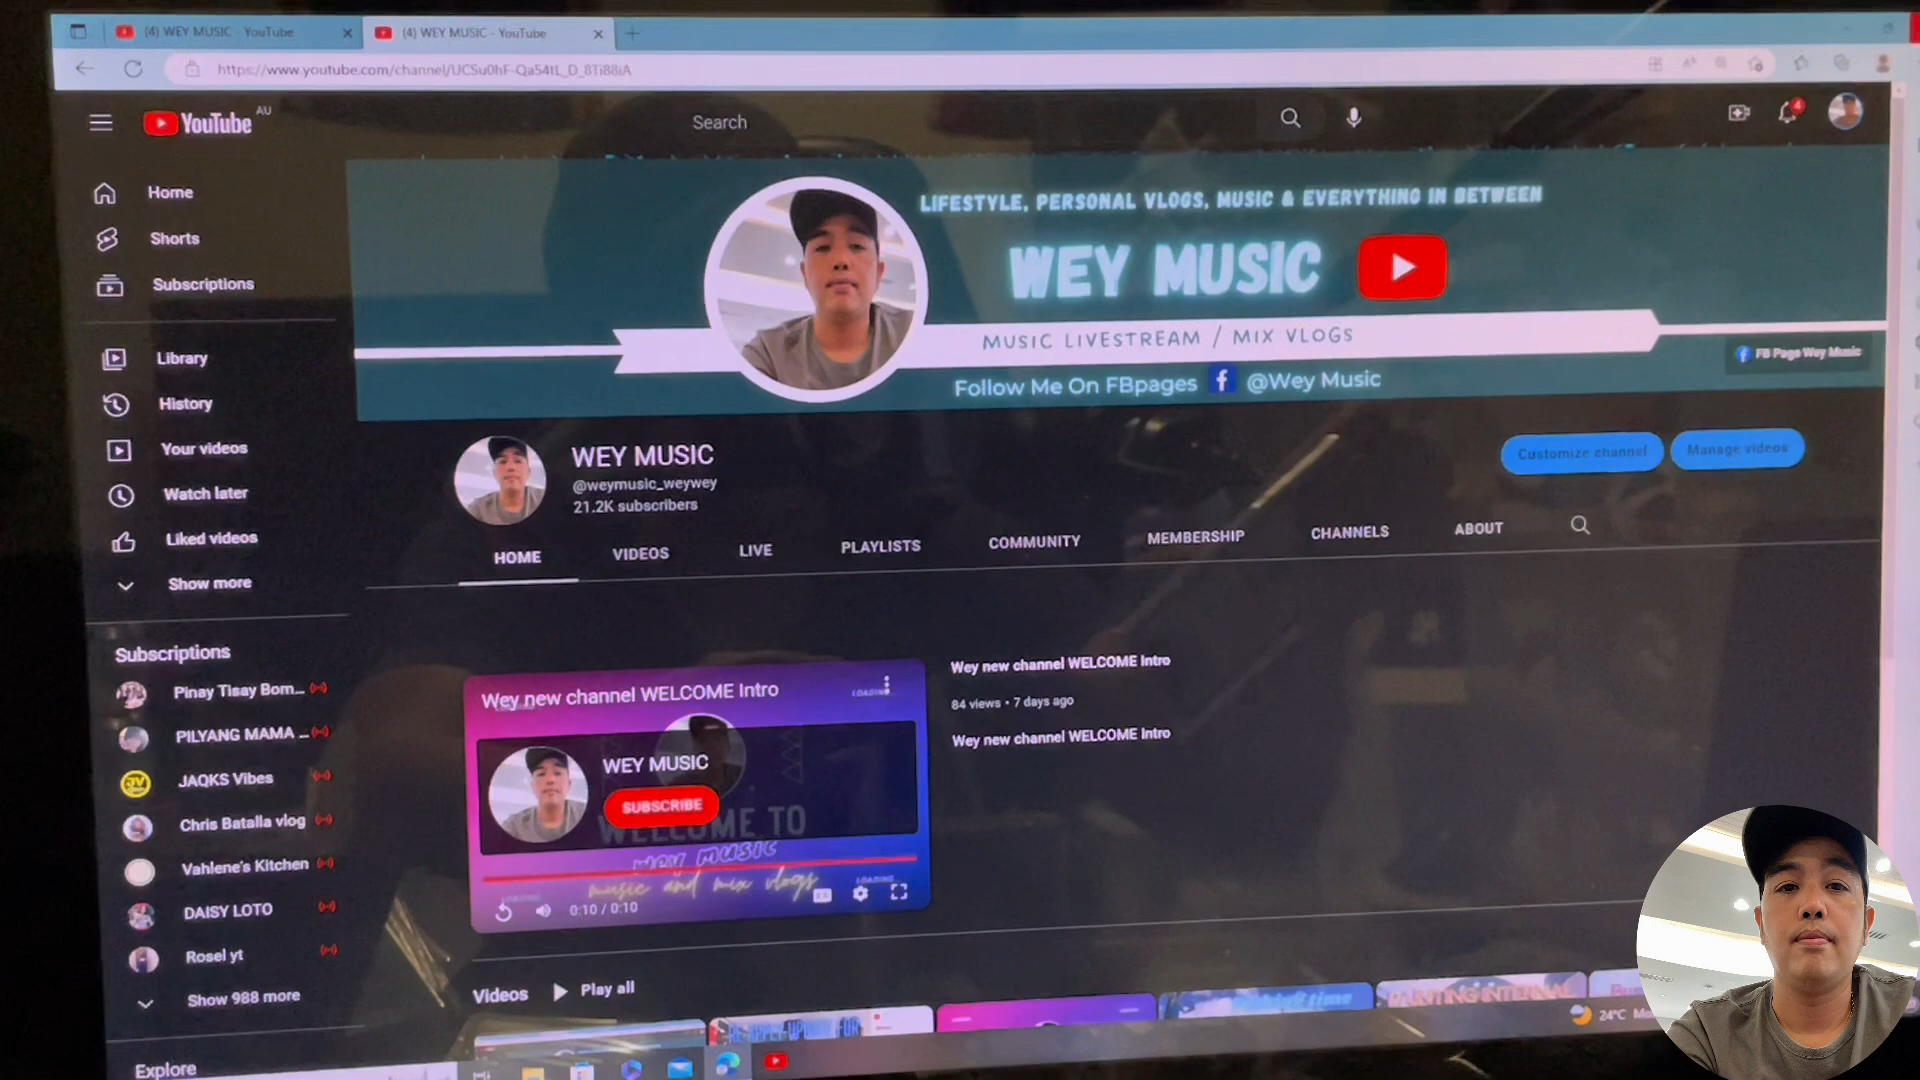 (4) WEY MUSIC - YouTube
(4) WEY MUSIC - YouTube
https://www.youtube.com/channel/UCSu0hF-Qa54tL_D_8Ti88iA
YouTube AU
Search
4
Home
Shorts
Subscriptions
Library
History
Your videos
Watch later
Liked videos
Show more
Subscriptions
Pinay Tisay Bom...
PILYANG MAMA ...
JAQKS Vibes
Chris Batalla vlog
Vahlene's Kitchen
DAISY LOTO
Rosel yt
Show 988 more
Explore
LIFESTYLE, PERSONAL VLOGS, MUSIC & EVERYTHING IN BETWEEN
WEY MUSIC
MUSIC LIVESTREAM / MIX VLOGS
Follow Me On FBpages f @Wey Music
FB Page Wey Music
WEY MUSIC
@weymusic_weywey
21.2K subscribers
Customize channel
Manage videos
HOME
VIDEOS
LIVE
PLAYLISTS
COMMUNITY
MEMBERSHIP
CHANNELS
ABOUT
Wey new channel WELCOME Intro
LOADING...
WEY MUSIC
SUBSCRIBE
WELCOME TO
WEY MUSIC
music and mix vlogs
LOADING...
0:10 / 0:10
Wey new channel WELCOME Intro
84 views • 7 days ago
Wey new channel WELCOME Intro
Videos
Play all
PAINTING INTERNAL
24°C